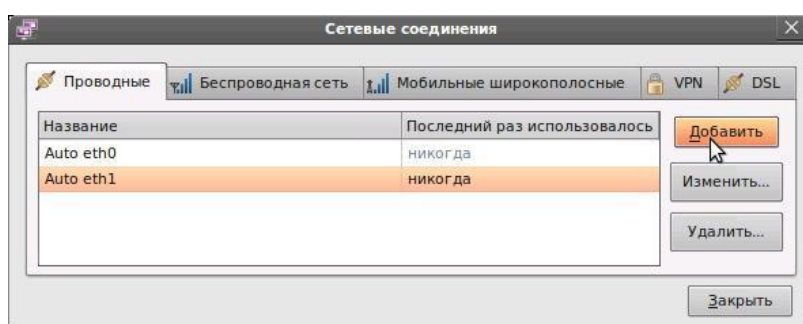 Сетевые соединения
Проводные Беспроводная сеть Мобильные широкополосные VPN DSL
Название Последний раз использовалось
Auto eth0 никогда
Auto eth1 никогда
Добавить
Изменить...
Удалить...
Закрыть